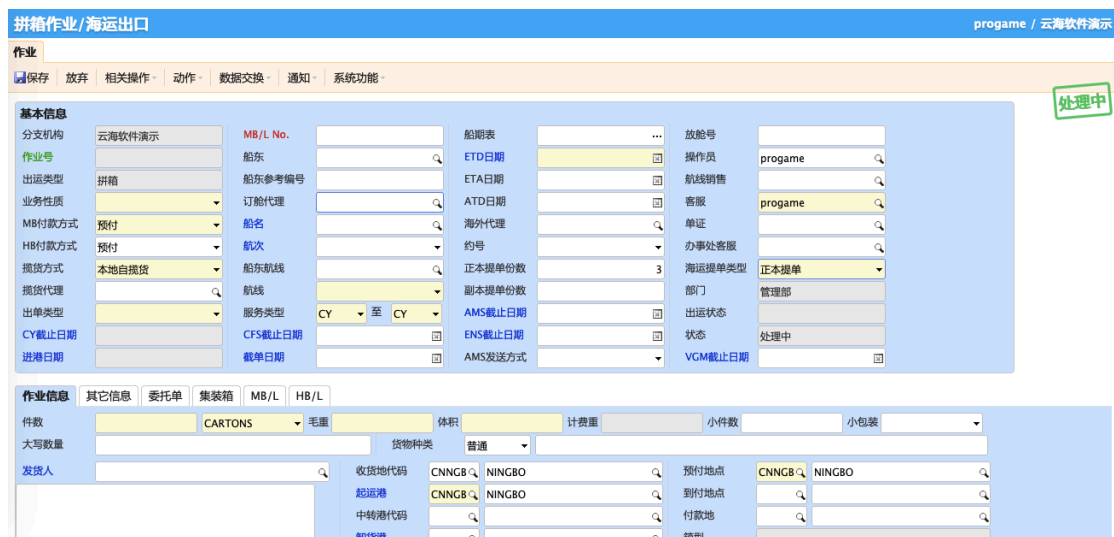 拼箱作业/海运出口 progame / 云海软件演示
作业
保存 放弃 相关操作 动作 数据交换 通知 系统功能
处理中
基本信息
分支机构 云海软件演示 MB/L No. 船期表 ... 放舱号
作业号 船东 ETD日期 操作员 progame
出运类型 拼箱 船东参考编号 ETA日期 航线销售
业务性质 订舱代理 ATD日期 客服 progame
MB付款方式 预付 船名 海外代理 单证
HB付款方式 预付 航次 约号 办事处客服
揽货方式 本地自揽货 船东航线 正本提单份数 3 海运提单类型 正本提单
揽货代理 航线 副本提单份数 部门 管理部
出单类型 服务类型 CY 至 CY AMS截止日期 出运状态
CY截止日期 CFS截止日期 ENS截止日期 状态 处理中
进港日期 截单日期 AMS发送方式 VGM截止日期
作业信息 其它信息 委托单 集装箱 MB/L HB/L
件数 CARTONS 毛重 体积 计费重 小件数 小包装
大写数量 货物种类 普通
发货人 收货地代码 CNNGB NINGBO 预付地点 CNNGB NINGBO
起运港 CNNGB NINGBO 到付地点
中转港代码 付款地
卸货港 箱型